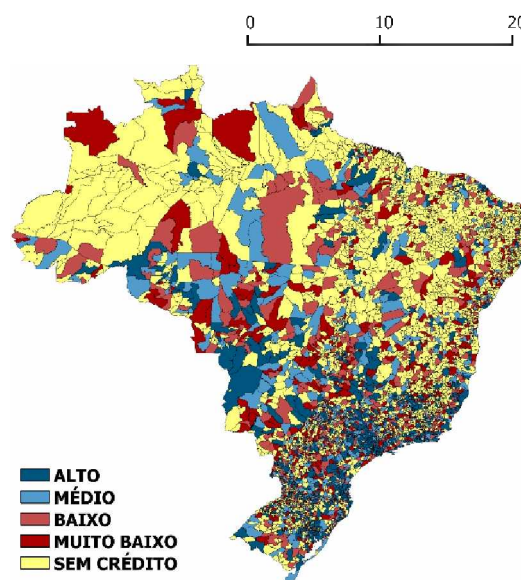 0 10 20
ALTO
MÉDIO
BAIXO
MUITO BAIXO
SEM CRÉDITO